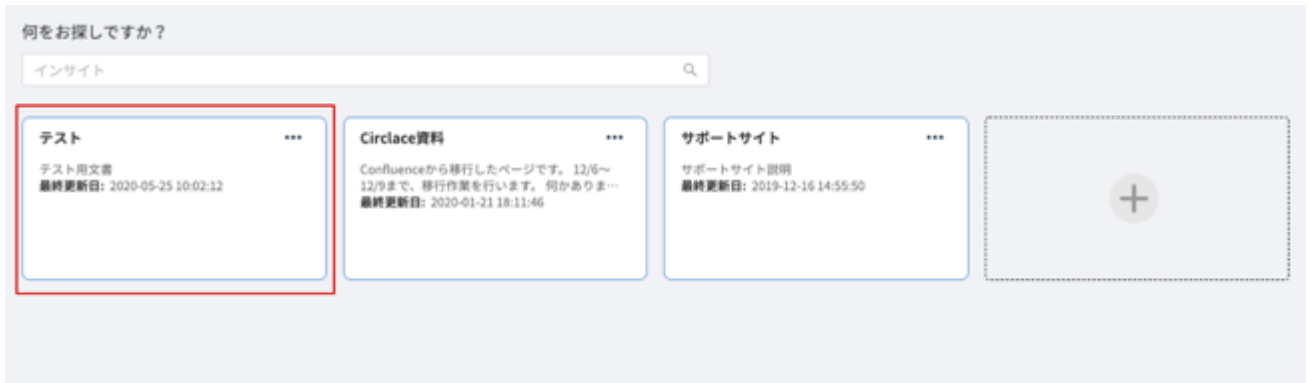 何をお探しですか？
インサイト
テスト •••
テスト用文書
最終更新日: 2020-05-25 10:02:12
Circlace資料 •••
Confluenceから移行したページです。 12/6～
12/9まで、移行作業を行います。 何かありま…
最終更新日: 2020-01-21 18:11:46
サポートサイト •••
サポートサイト説明
最終更新日: 2019-12-16 14:55:50